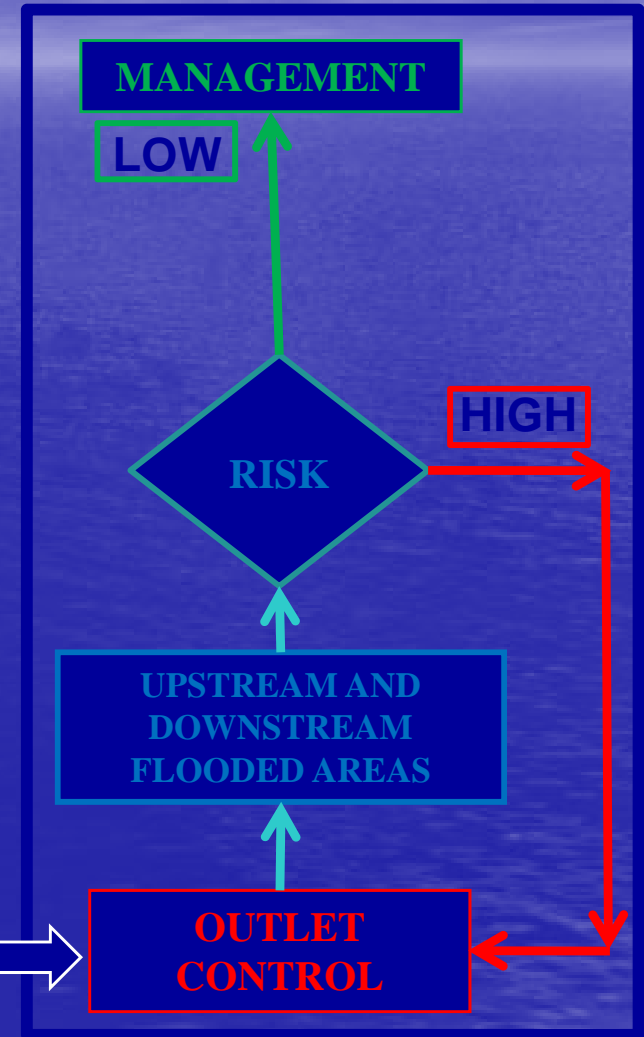 MANAGEMENT
LOW
HIGH
RISK
UPSTREAM AND
DOWNSTREAM
FLOODED AREAS
OUTLET
CONTROL